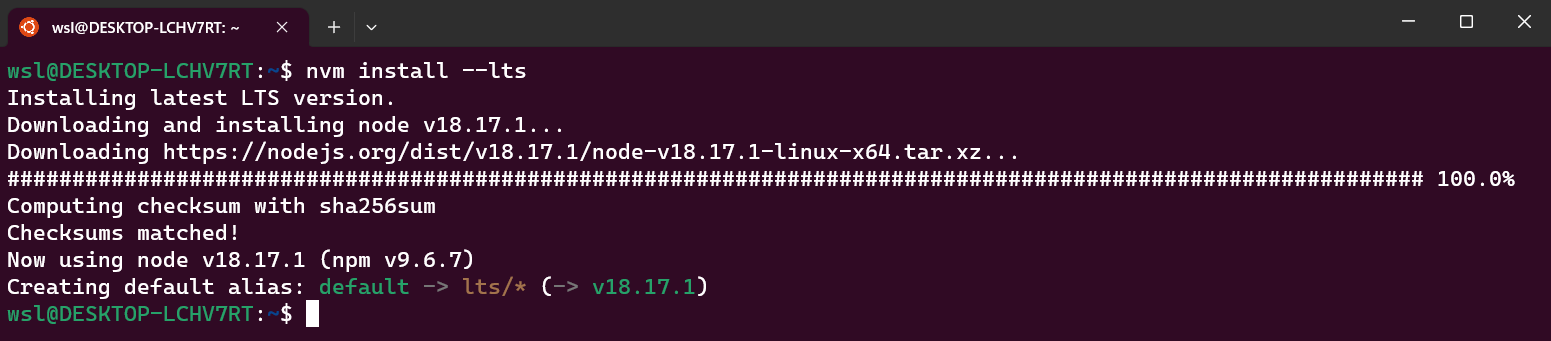 wsl@DESKTOP-LCHV7RT: ~
wsl@DESKTOP-LCHV7RT:~$ nvm install --lts
Installing latest LTS version.
Downloading and installing node v18.17.1...
Downloading https://nodejs.org/dist/v18.17.1/node-v18.17.1-linux-x64.tar.xz...
############################################################################################################# 100.0%
Computing checksum with sha256sum
Checksums matched!
Now using node v18.17.1 (npm v9.6.7)
Creating default alias: default -> lts/* (-> v18.17.1)
wsl@DESKTOP-LCHV7RT:~$